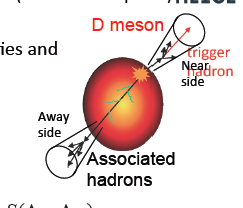 D meson
ies and
trigger
hadron
Near
side
Away
side
Associated
hadrons